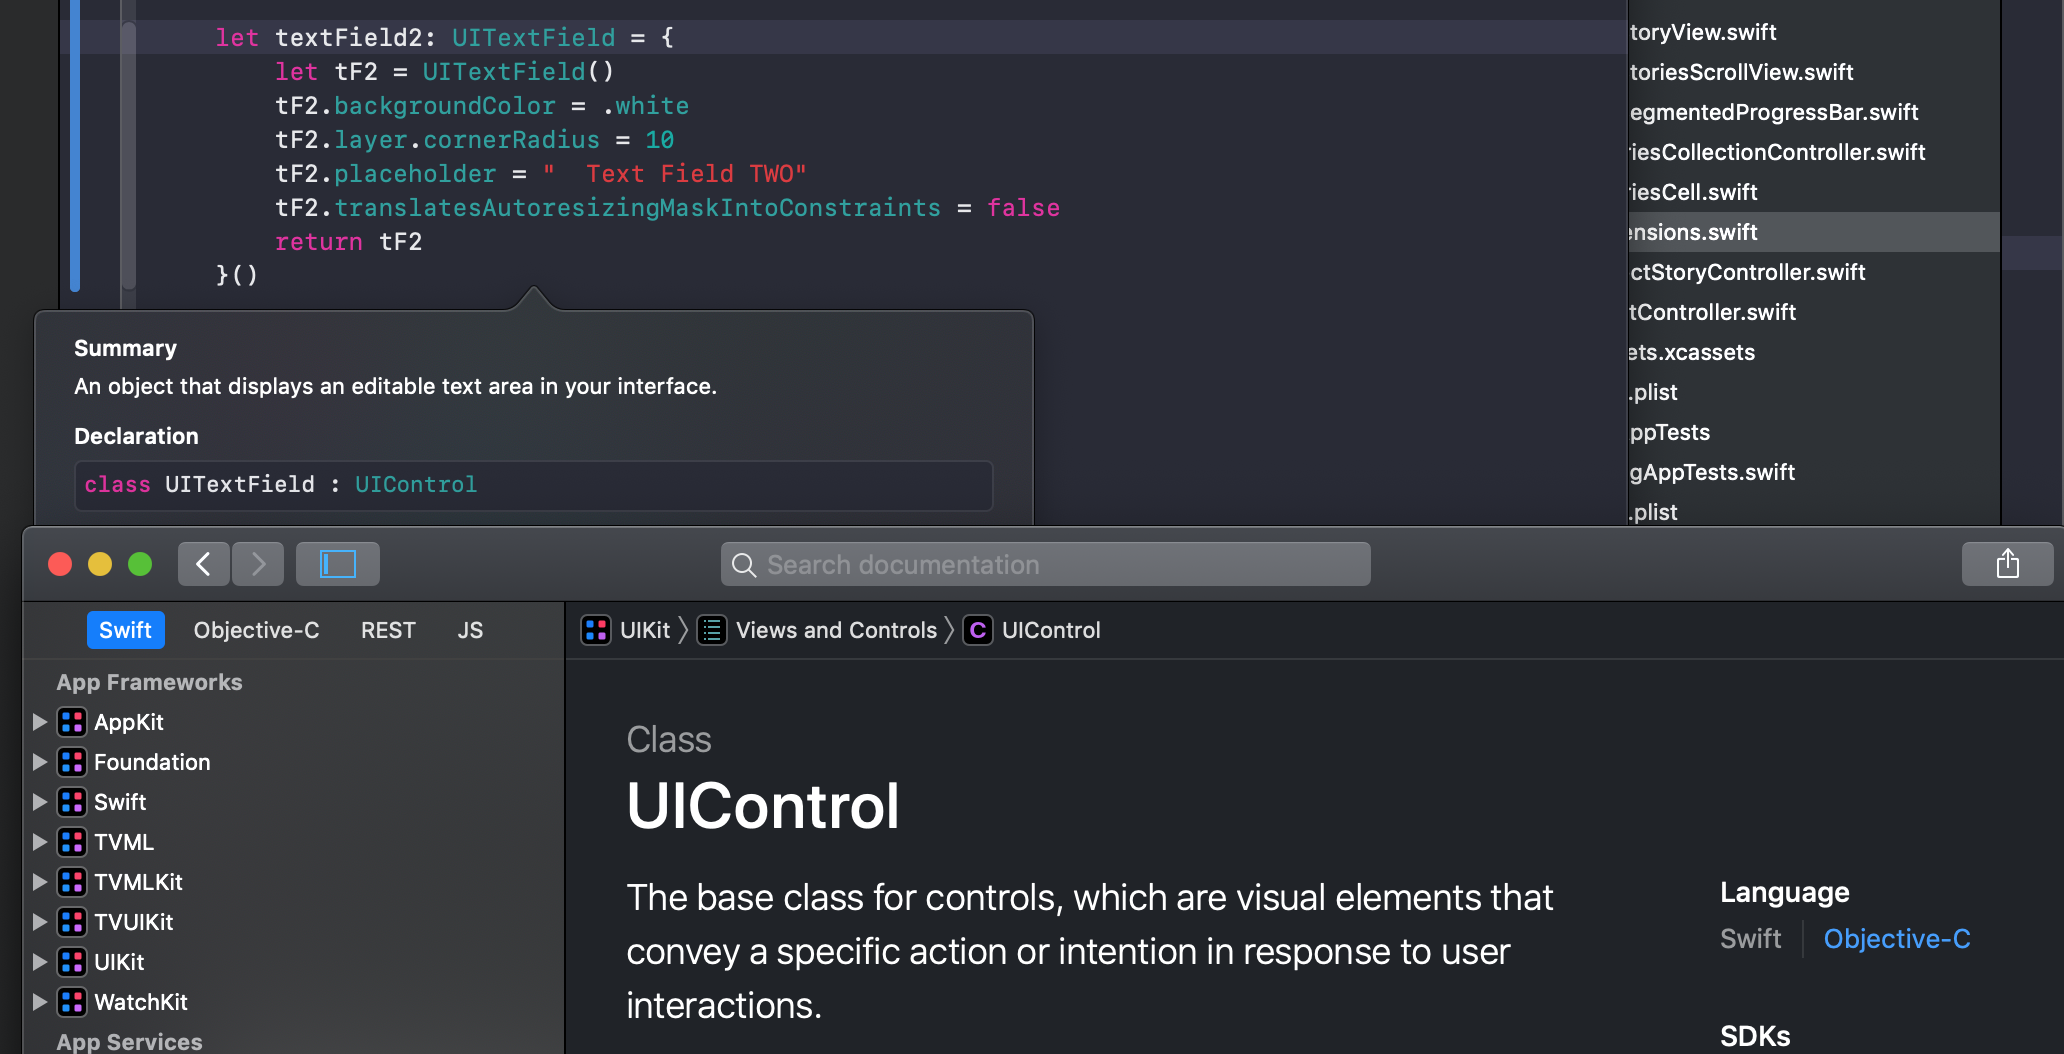 let textField2: UITextField = {
let tF2 = UITextField()
tF2.backgroundColor = .white
tF2.layer.cornerRadius = 10
tF2.placeholder = "  Text Field TWO"
tF2.translatesAutoresizingMaskIntoConstraints = false
return tF2
}()
toryView.swift
toriesScrollView.swift
egmentedProgressBar.swift
riesCollectionController.swift
riesCell.swift
ensions.swift
ctStoryController.swift
tController.swift
ets.xcassets
.plist
ppTests
gAppTests.swift
.plist
Summary
An object that displays an editable text area in your interface.
Declaration
class UITextField : UIControl
Search documentation
Swift Objective-C REST JS
UIKit Views and Controls C UIControl
App Frameworks
AppKit
Foundation
Swift
TVML
TVMLKit
TVUIKit
UIKit
WatchKit
App Services
Class
UIControl
The base class for controls, which are visual elements that
convey a specific action or intention in response to user
interactions.
Language
Swift Objective-C
SDKs